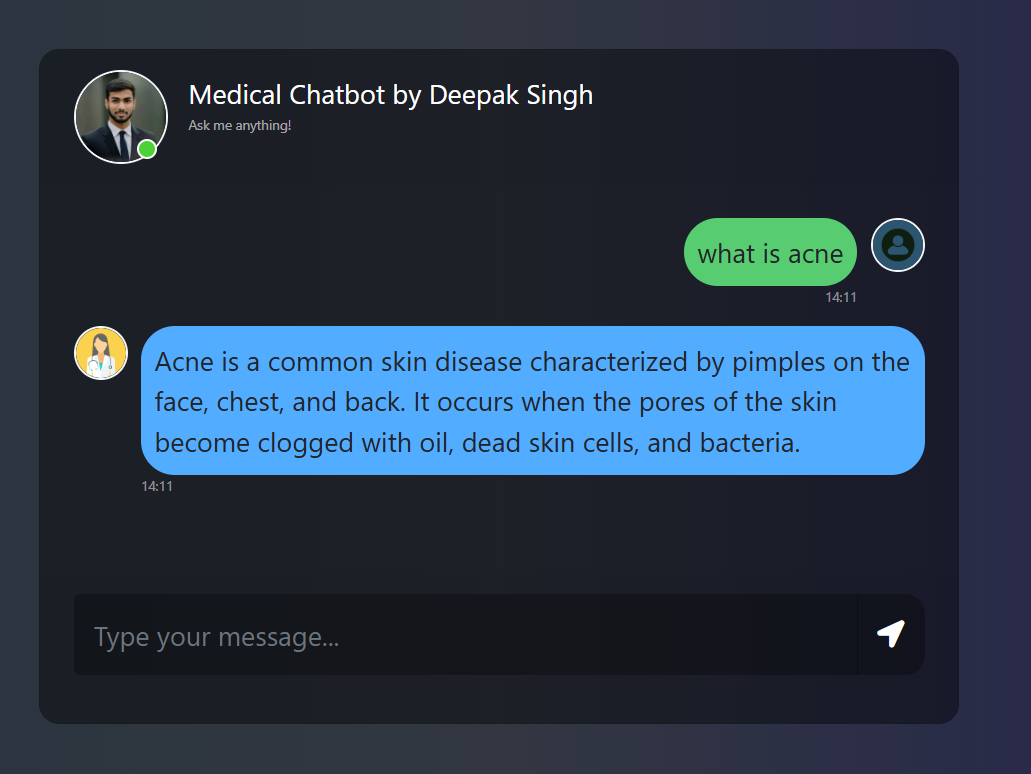 Medical Chatbot by Deepak Singh
Ask me anything!
what is acne
14:11
Acne is a common skin disease characterized by pimples on the
face, chest, and back. It occurs when the pores of the skin
become clogged with oil, dead skin cells, and bacteria.
14:11
Type your message...